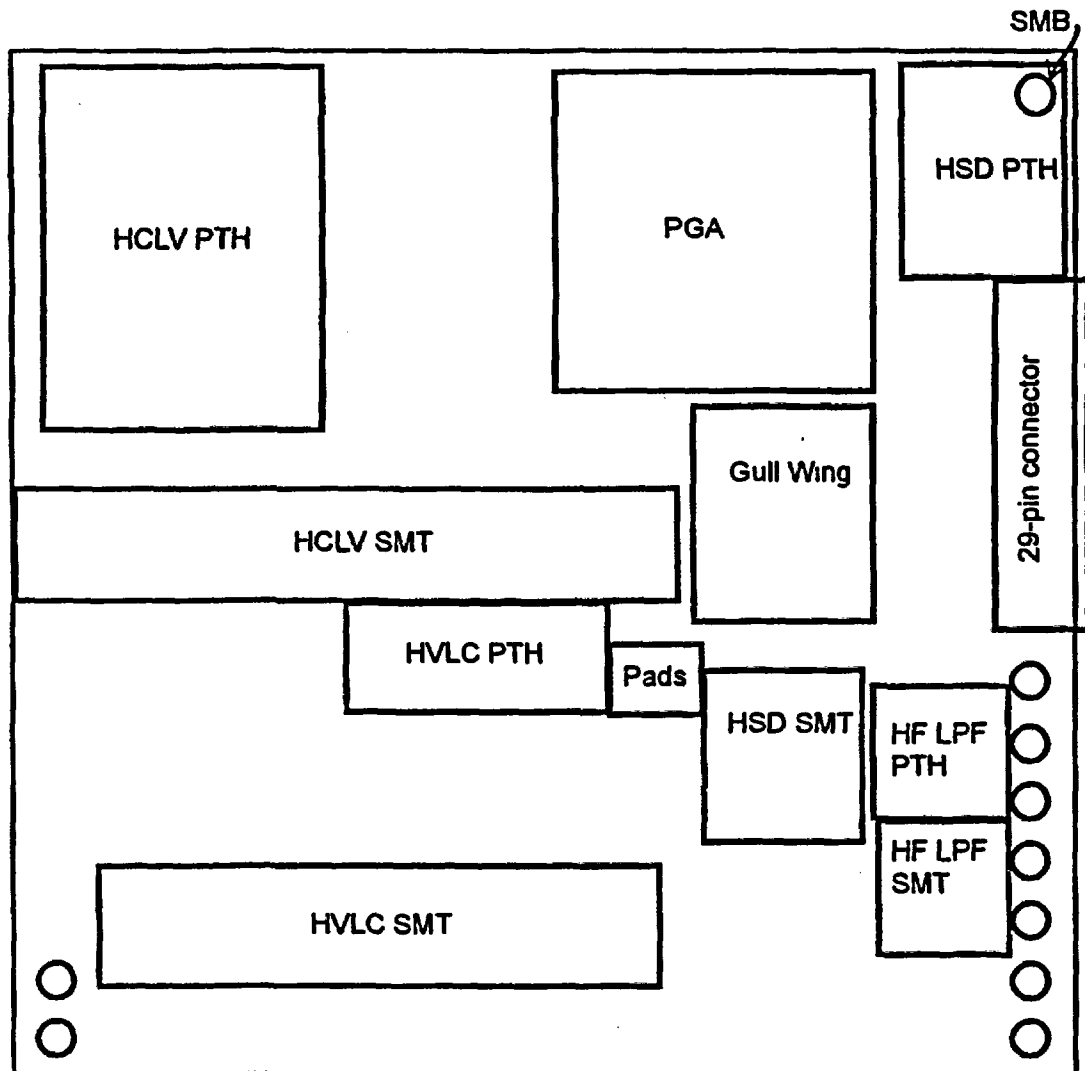 SMB
HSD PTH
HCLV PTH
PGA
29-pin connector
Gull Wing
HCLV SMT
HVLC PTH
Pads
HSD SMT
HF LPF
PTH
HF LPF
SMT
HVLC SMT